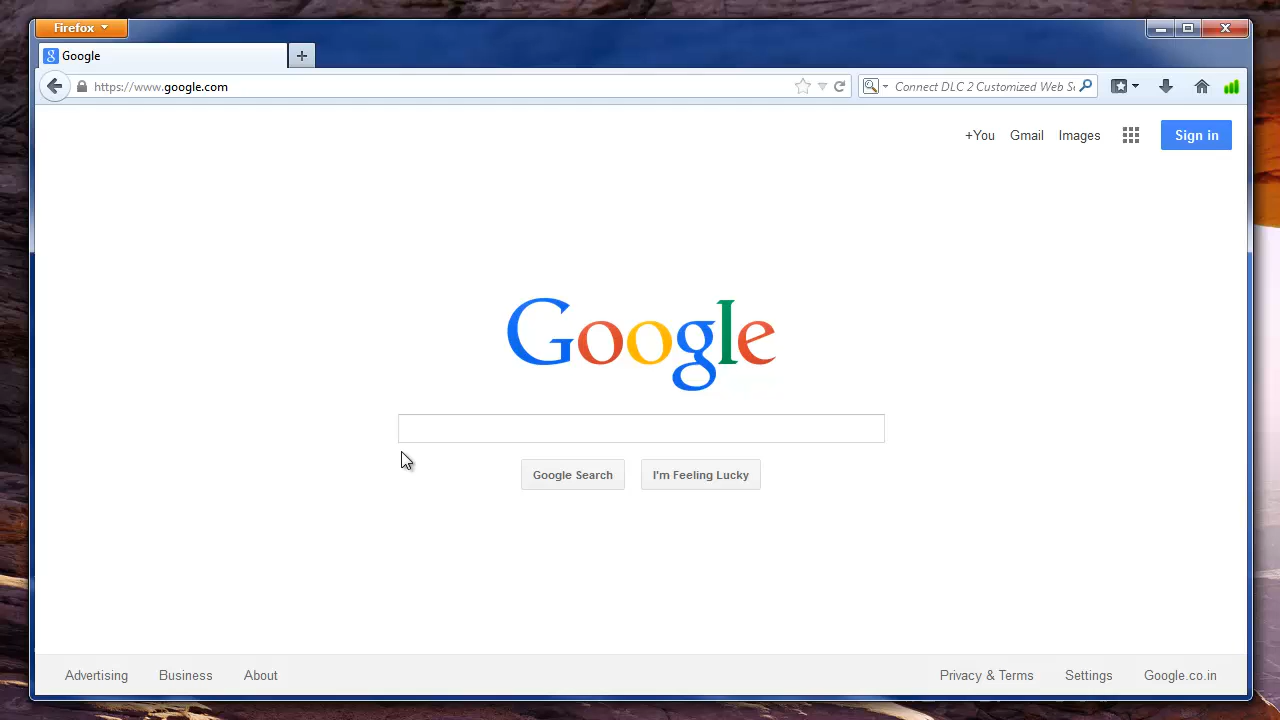 Firefox
Google
https://www.google.com
Connect DLC 2 Customized Web Se
+You Gmail Images Sign in
Google
Google Search I'm Feeling Lucky
Advertising Business About Privacy & Terms Settings Google.co.in